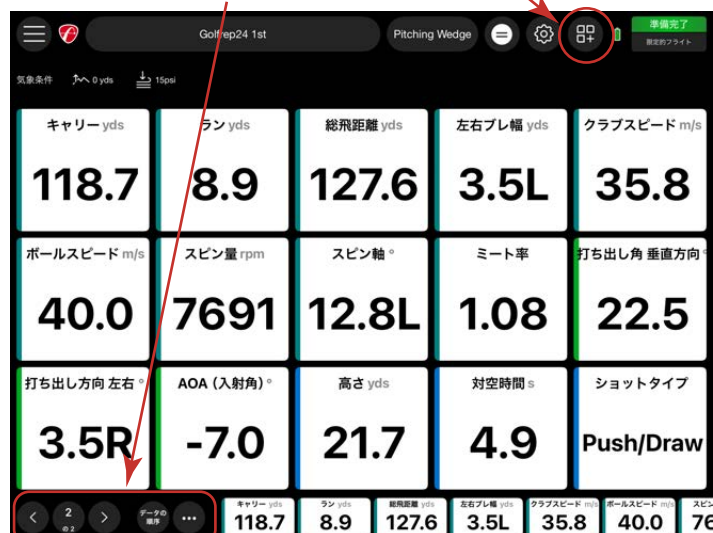 Golfrep24 1st
Pitching Wedge
準備完了
限定的フライト
気象条件 0 yds 15psi
キャリー yds
ラン yds
総飛距離 yds
左右ブレ幅 yds
クラブスピード m/s
118.7
8.9
127.6
3.5L
35.8
ボールスピード m/s
スピン量 rpm
スピン軸 °
ミート率
打ち出し角 垂直方向 °
40.0
7691
12.8L
1.08
22.5
打ち出し方向 左右 °
AOA（入射角）°
高さ yds
対空時間 s
ショットタイプ
3.5R
-7.0
21.7
4.9
Push/Draw
2
の 2
データの
順序
キャリー yds
ラン yds
総飛距離 yds
左右ブレ幅 yds
クラブスピード m/s
ボールスピード m/s
スピン
118.7
8.9
127.6
3.5L
35.8
40.0
76